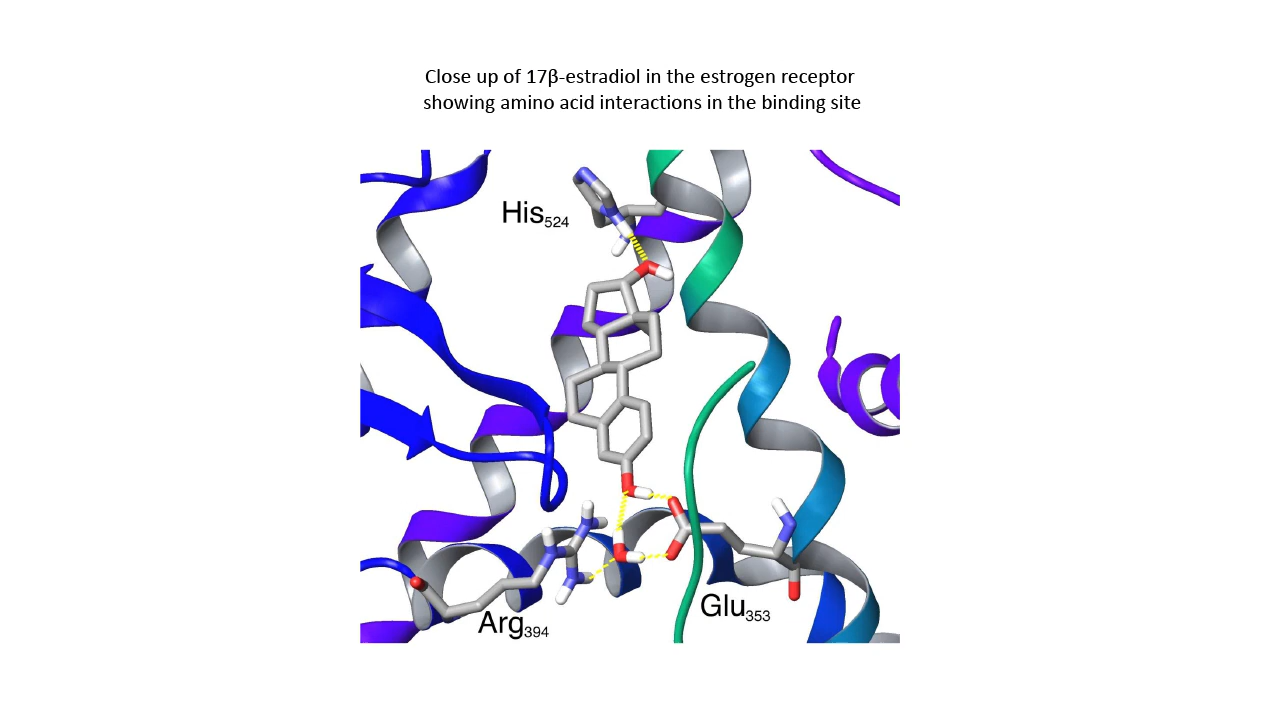 Close up of 17β-estradiol in the estrogen receptor
showing amino acid interactions in the binding site
His524
Glu353
Arg394